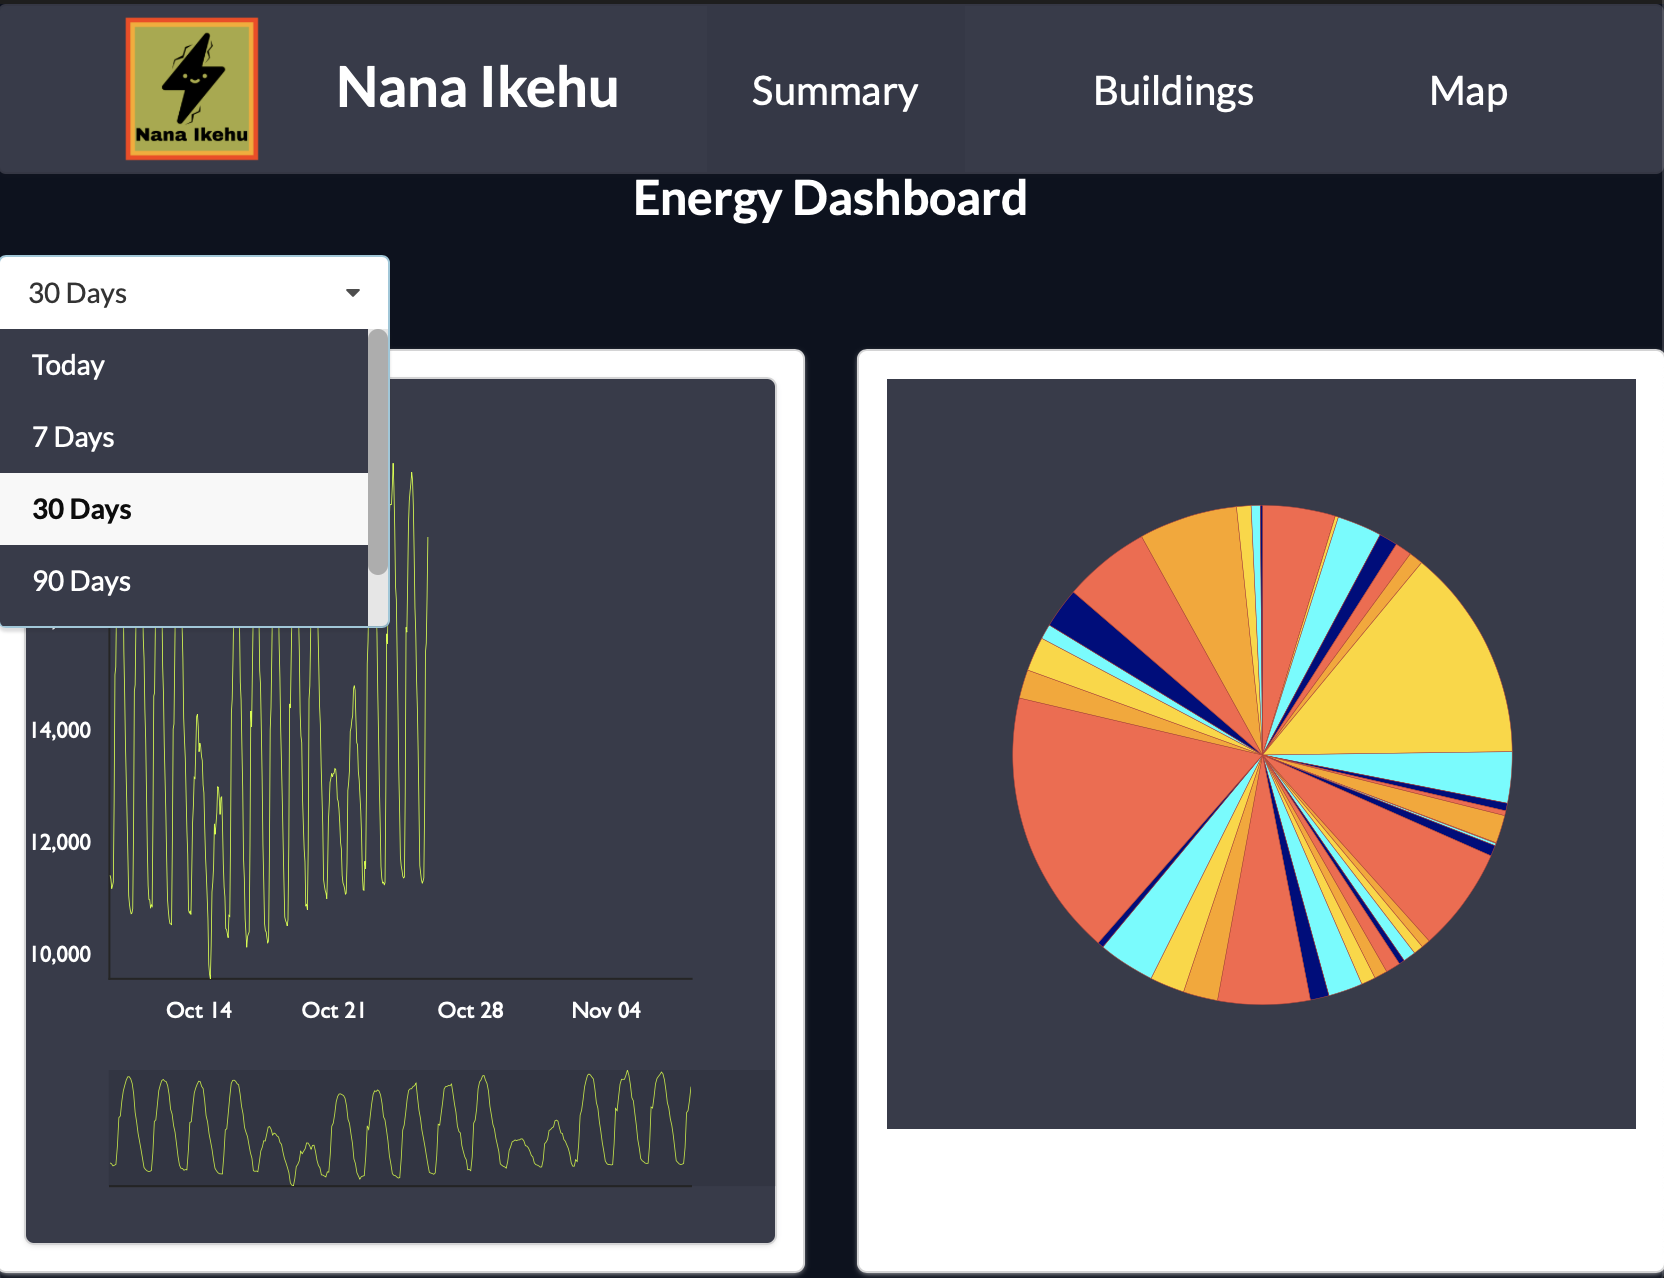 Nana Ikehu
Nana Ikehu
Summary
Buildings
Map
Energy Dashboard
30 Days
Today
7 Days
30 Days
90 Days
14,000
12,000
10,000
Oct 14
Oct 21
Oct 28
Nov 04